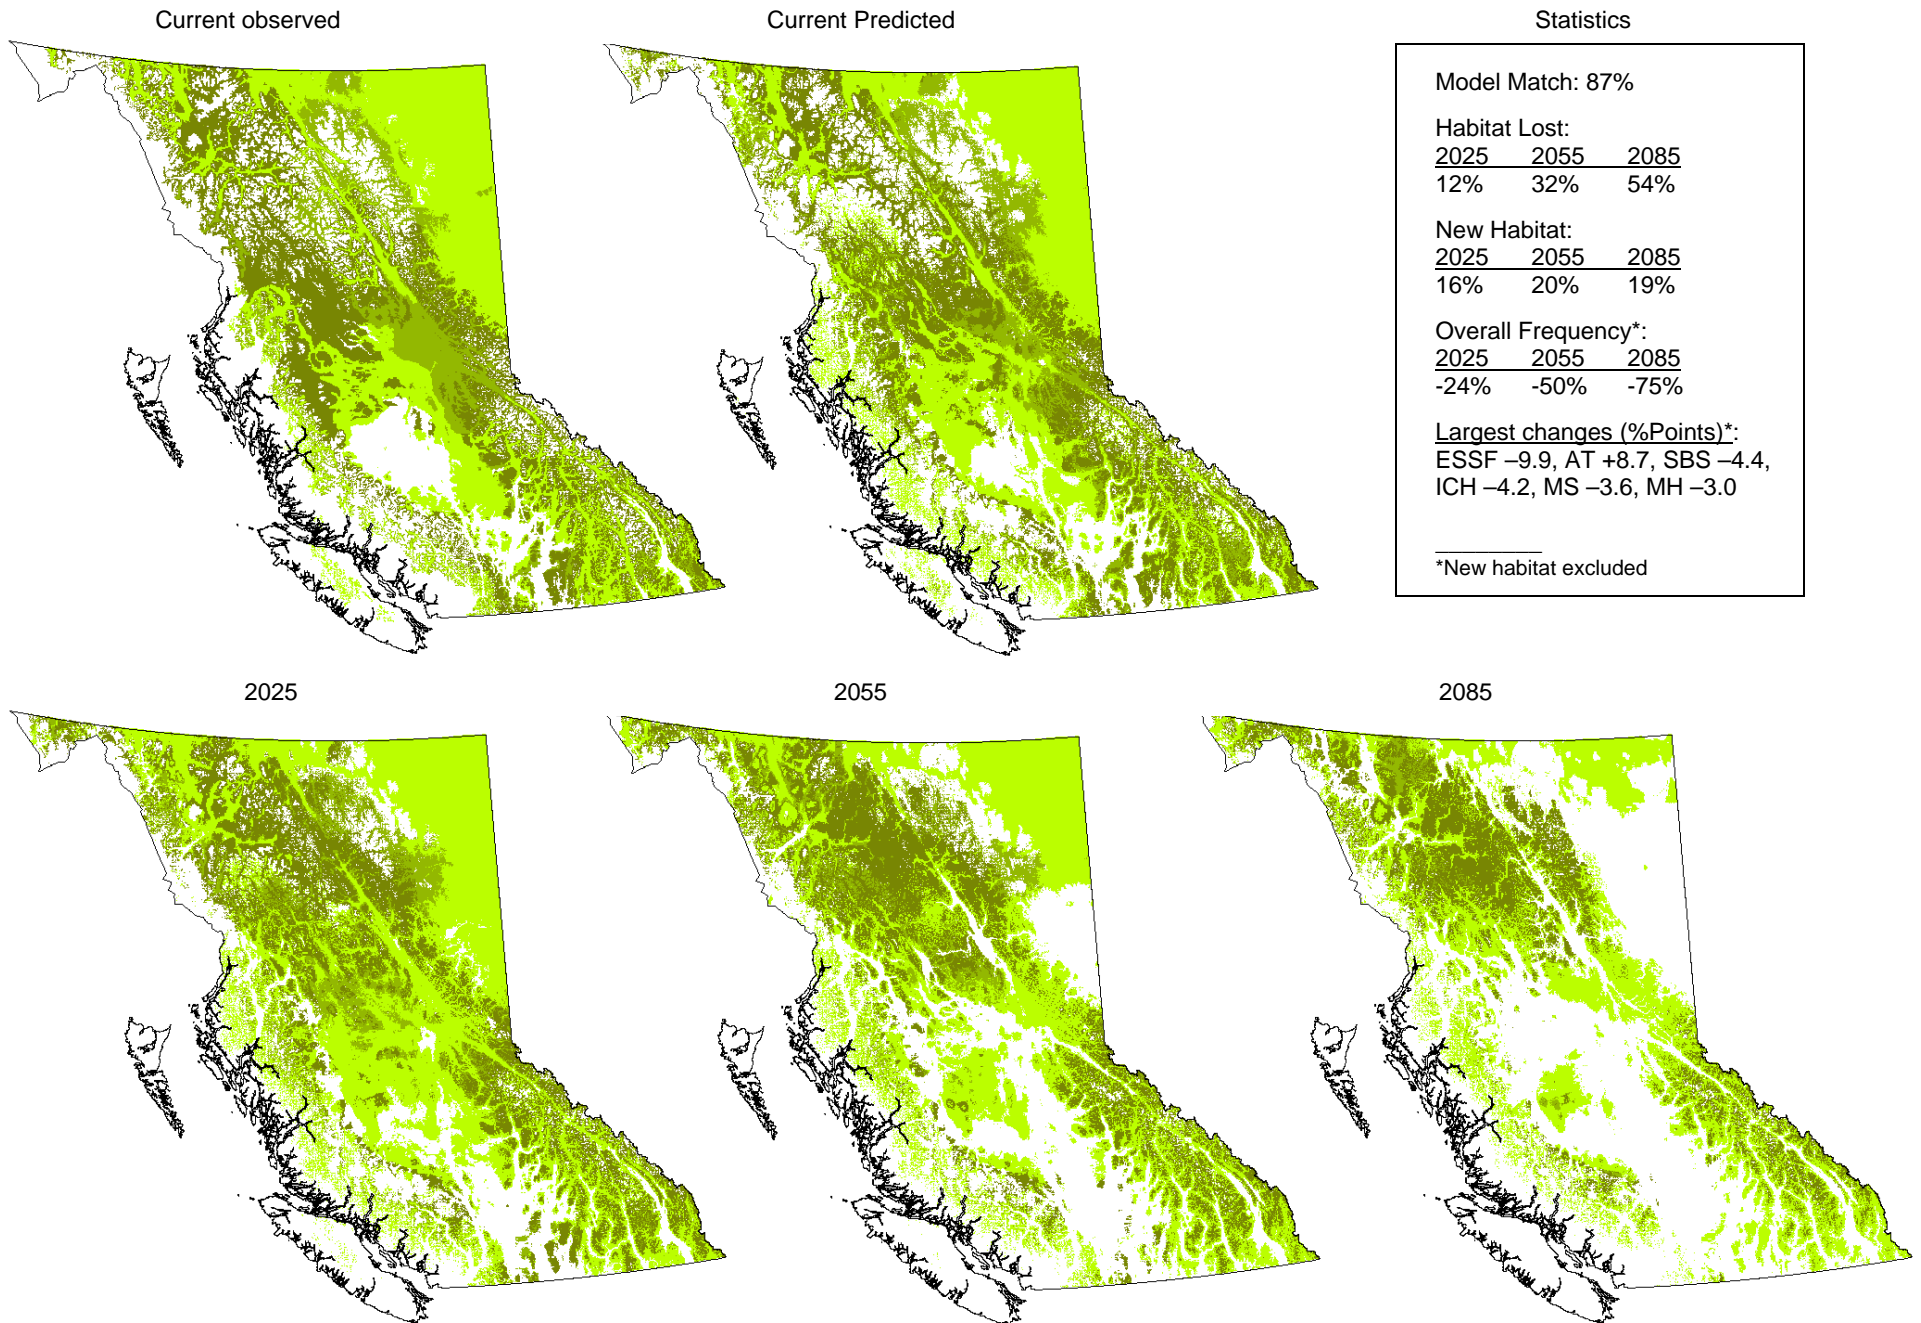 Current observed
Current Predicted
Statistics
Model Match: 87%
Habitat Lost:
2025 2055 2085
12% 32% 54%
New Habitat:
2025 2055 2085
16% 20% 19%
Overall Frequency*:
2025 2055 2085
-24% -50% -75%
Largest changes (%Points)*:
ESSF –9.9, AT +8.7, SBS –4.4,
ICH –4.2, MS –3.6, MH –3.0
*New habitat excluded
2025
2055
2085